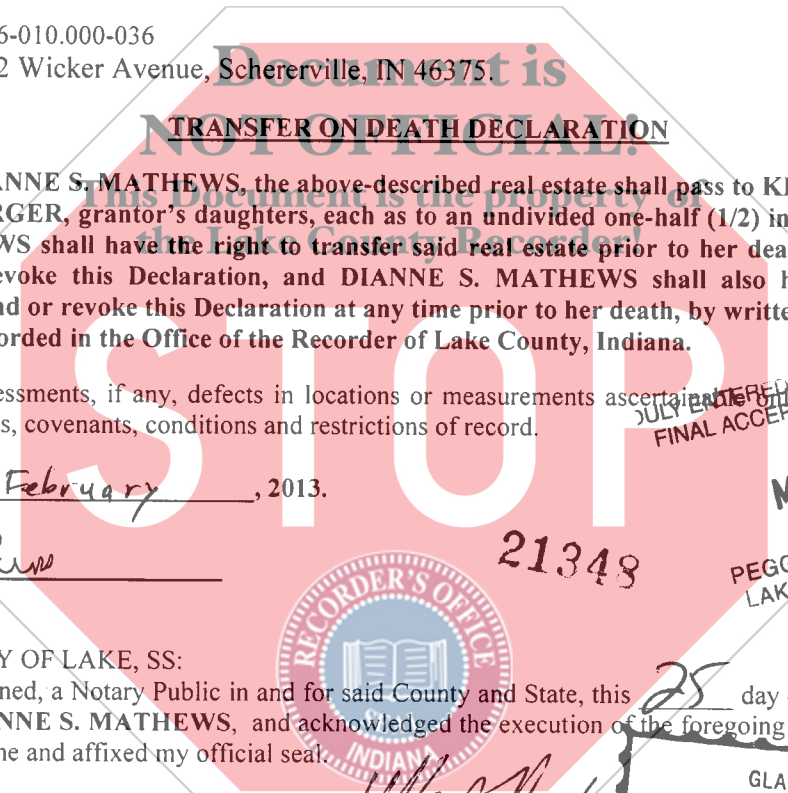 6-010.000-036
2 Wicker Avenue, Schererville, IN 46375.
Document is
NOT OFFICIAL!
This Document is the property of
the Lake County Recorder!
TRANSFER ON DEATH DECLARATION
ANNE S. MATHEWS, the above-described real estate shall pass to KI
RGER, grantor's daughters, each as to an undivided one-half (1/2) in
WS shall have the right to transfer said real estate prior to her dea
evoke this Declaration, and DIANNE S. MATHEWS shall also h
nd or revoke this Declaration at any time prior to her death, by writte
orded in the Office of the Recorder of Lake County, Indiana.
essments, if any, defects in locations or measurements ascertainable
s, covenants, conditions and restrictions of record.
DULY ENTERED
FINAL ACCEP
STOP
February, 2013.
21348
PEGG
LAK
RECORDER'S OFFICE
INDIANA
Y OF LAKE, SS:
ned, a Notary Public in and for said County and State, this 25 day
NNE S. MATHEWS, and acknowledged the execution of the foregoing
ne and affixed my official seal.
GLA